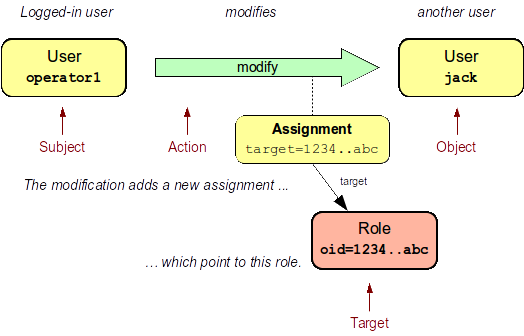 Logged-in user
modifies
another user
User
operator1
modify
User
jack
Subject
Action
Assignment
target=1234..abc
Object
The modification adds a new assignment ...
target
Role
oid=1234..abc
... which point to this role.
Target